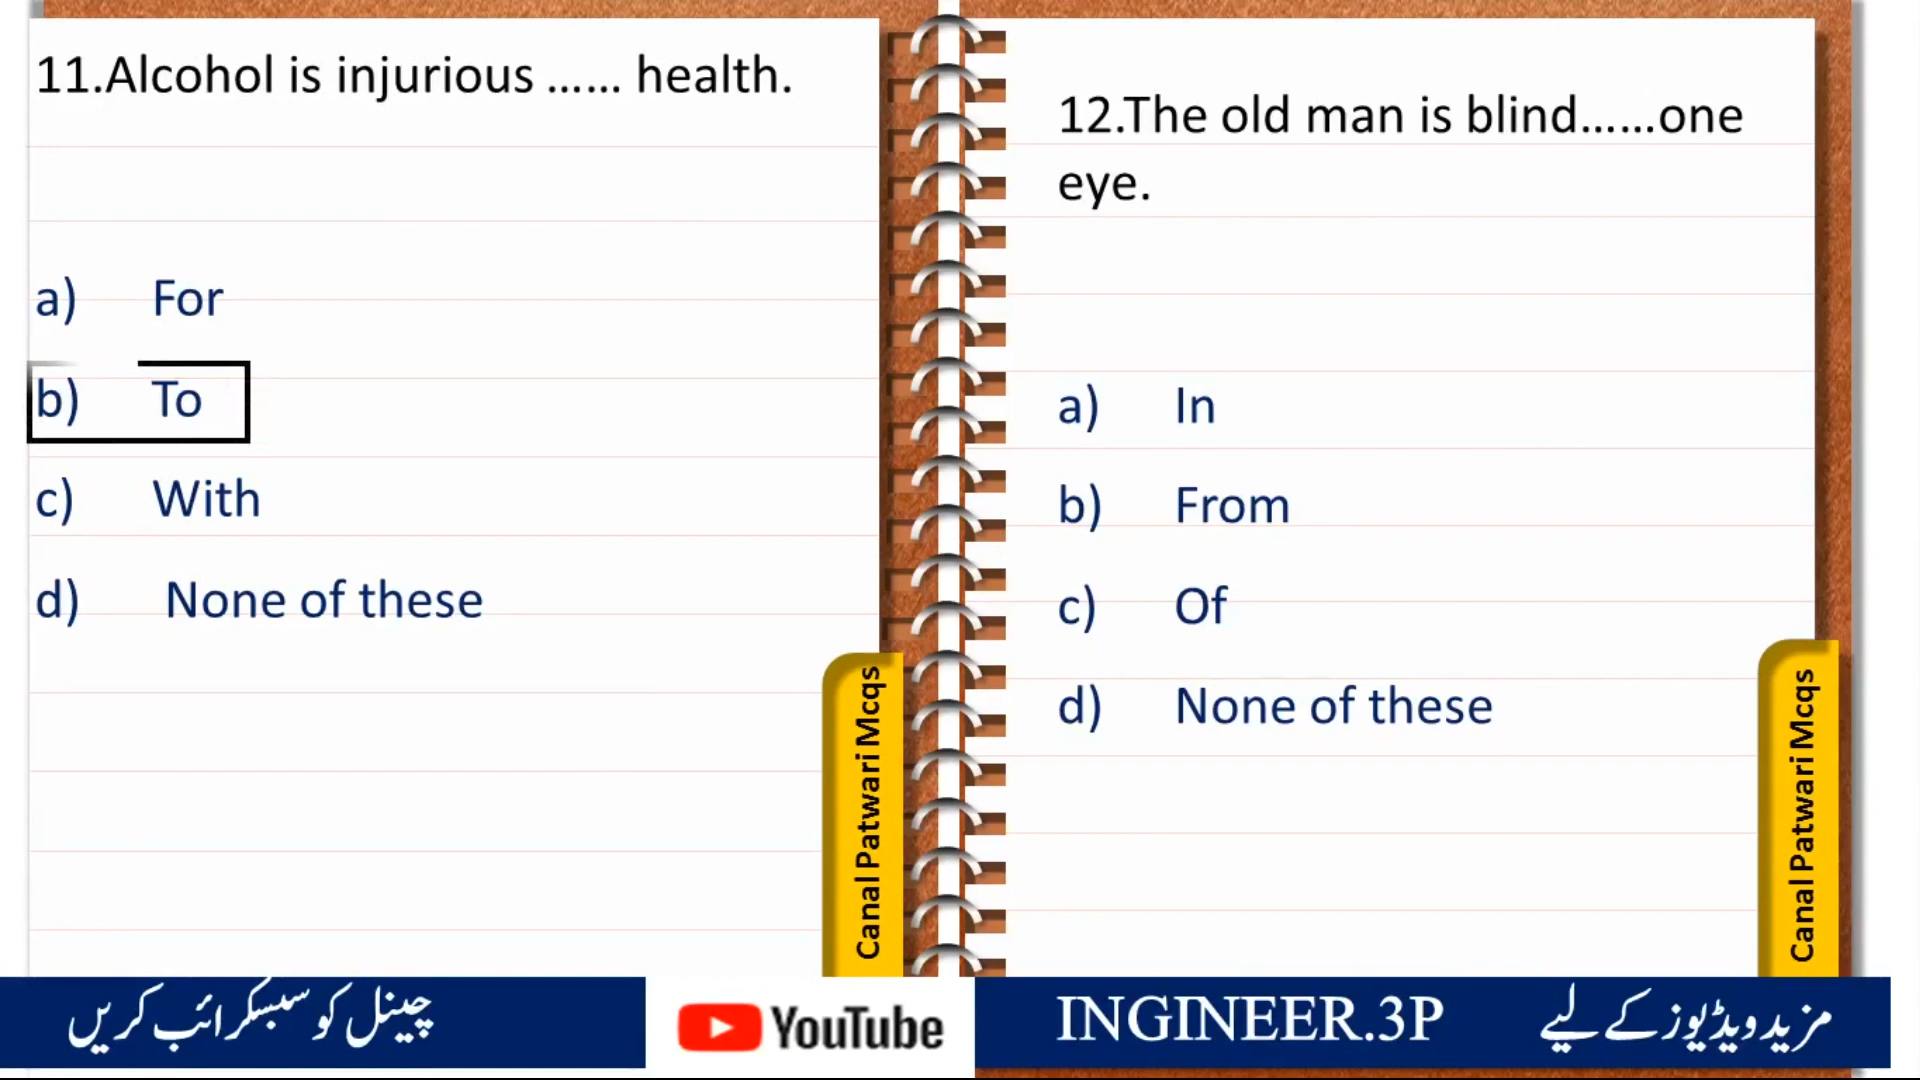 11.Alcohol is injurious ...... health.
a) For
b) To
c) With
d) None of these
Canal Patwari Mcqs
12.The old man is blind......one
eye.
a) In
b) From
c) Of
d) None of these
Canal Patwari Mcqs
چینل کو سبسکرائب کریں
YouTube
INGINEER.3P
مزید ویڈیوز کے لیے